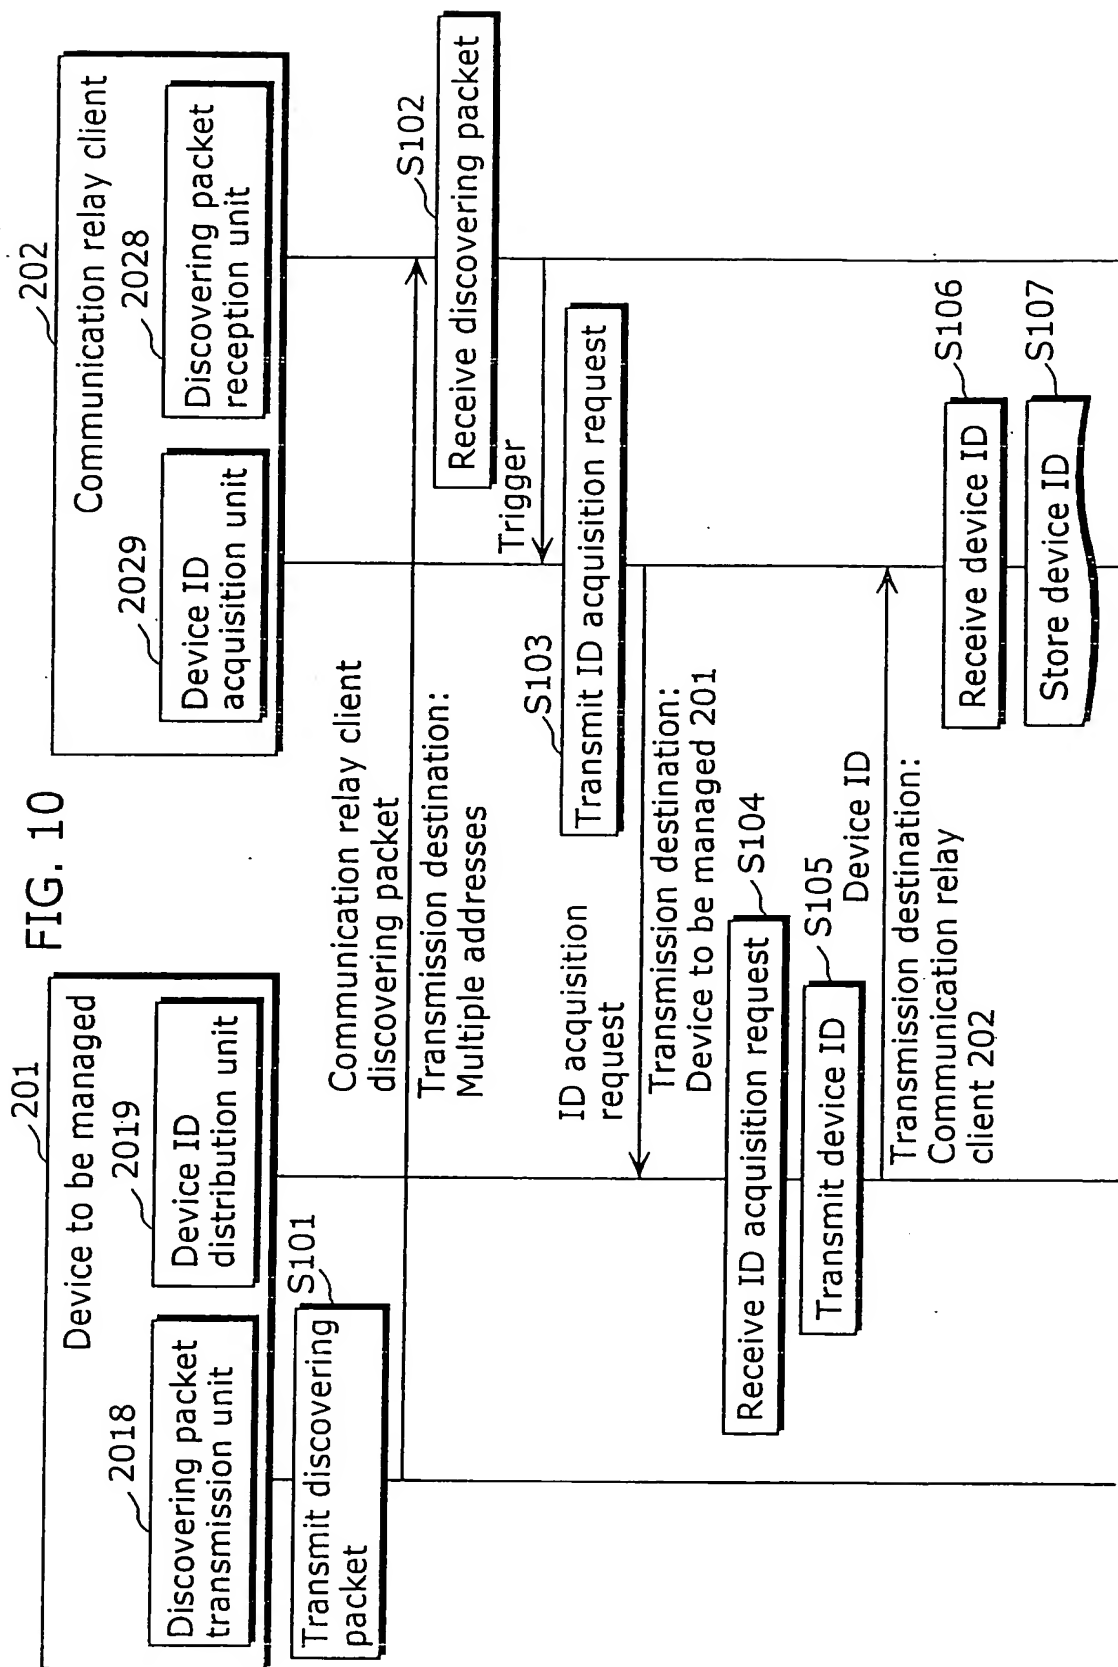 FIG. 10
201
Device to be managed
2018
Discovering packet
transmission unit
2019
Device ID
distribution unit
202
Communication relay client
2029
Device ID
acquisition unit
2028
Discovering packet
reception unit
S101
Transmit discovering
packet
Communication relay client
discovering packet
Transmission destination:
Multiple addresses
S102
Receive discovering packet
Trigger
S103
Transmit ID acquisition request
ID acquisition
request
Transmission destination:
Device to be managed 201
S104
Receive ID acquisition request
S105
Transmit device ID
Device ID
Transmission destination:
Communication relay
client 202
S106
Receive device ID
S107
Store device ID